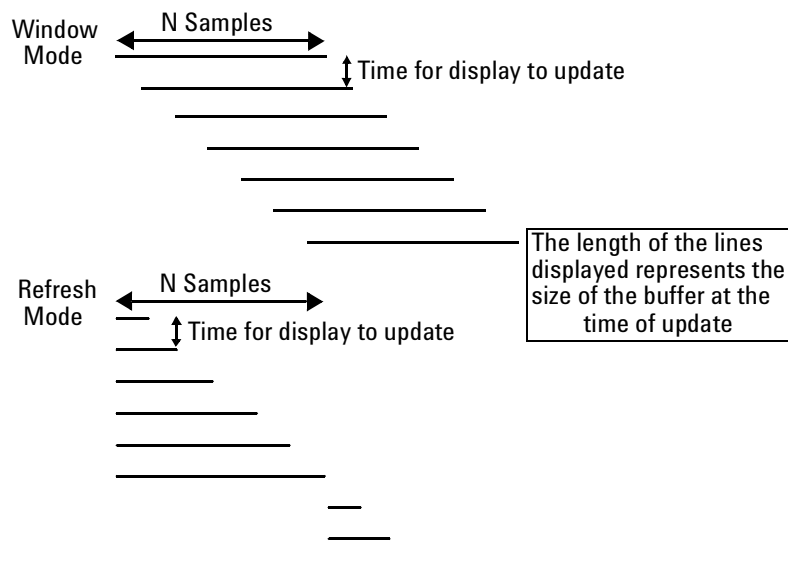 Window
Mode
N Samples
Time for display to update
The length of the lines
displayed represents the
size of the buffer at the
time of update
Refresh
Mode
N Samples
Time for display to update